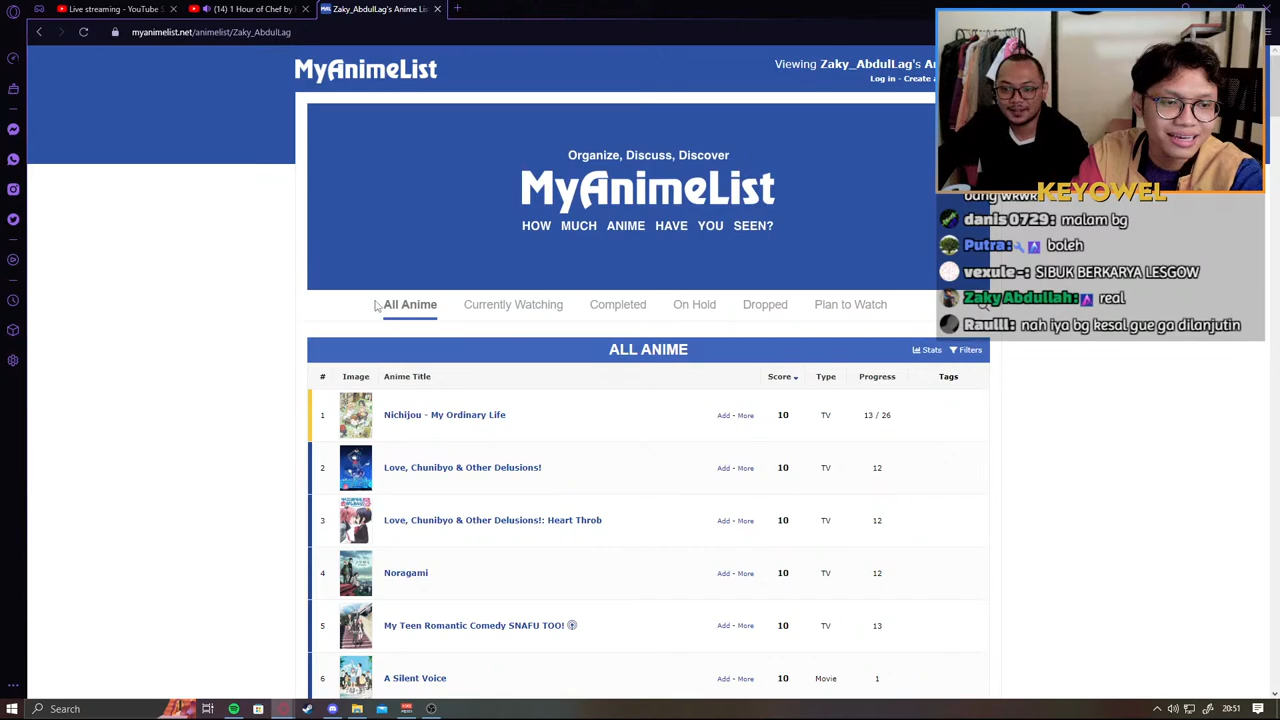 Live streaming - YouTube S
1 Hour of Chef b
Zaky_AbdulLag's Anime Li
myanimelist.net/animelist/Zaky_AbdulLag
MyAnimeList
Viewing Zaky_AbdulLag's An
Log in - Create a
Organize, Discuss, Discover
MyAnimeList
HOW MUCH ANIME HAVE YOU SEEN?
KEYOWEL
bang wkwk
danis0729: malam bg
Putra: boleh
vexule-: SIBUK BERKARYA LESGOW
Zaky Abdullah: real
Raulll: nah iya bg kesal gue ga dilanjutin
All Anime Currently Watching Completed On Hold Dropped Plan to Watch
ALL ANIME Stats Filters
# Image Anime Title Score Type Progress Tags
1 Nichijou - My Ordinary Life Add - More 10 TV 13 / 26
2 Love, Chunibyo & Other Delusions! Add - More 10 TV 12
3 Love, Chunibyo & Other Delusions!: Heart Throb Add - More 10 TV 12
4 Noragami Add - More 10 TV 12
5 My Teen Romantic Comedy SNAFU TOO! Add - More 10 TV 13
6 A Silent Voice Add - More 10 Movie 1
Search
20:51